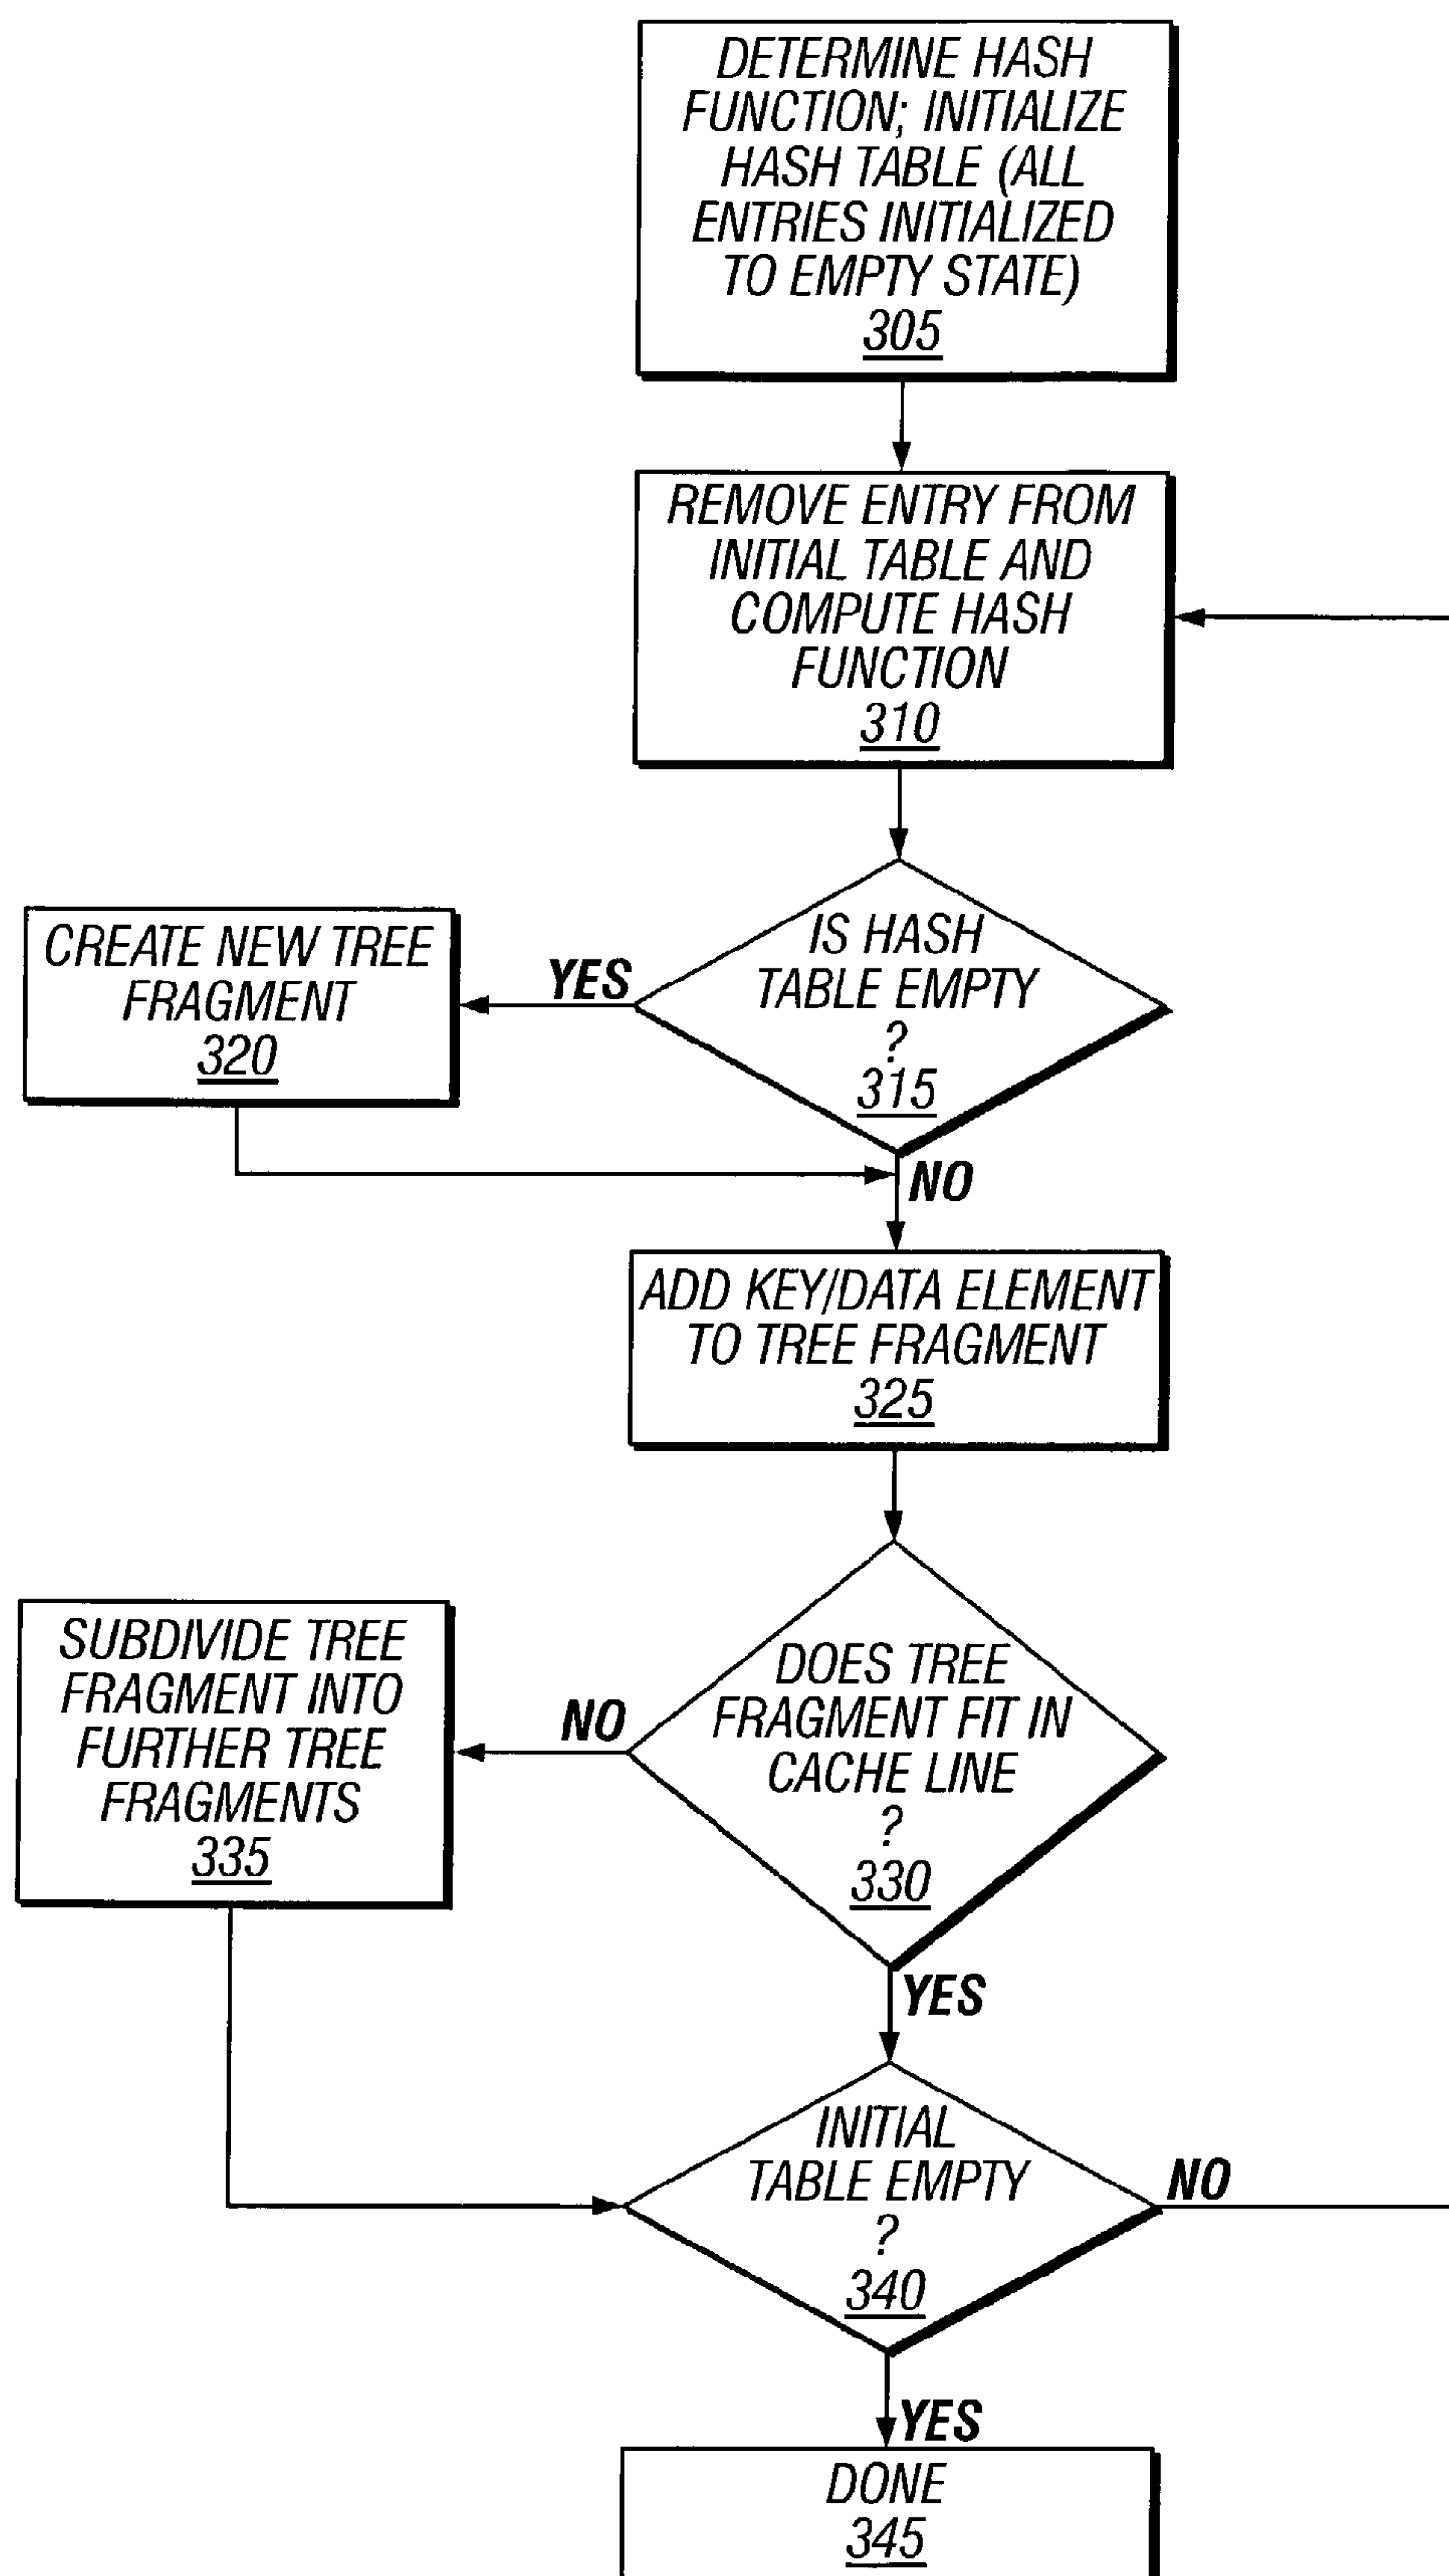 DETERMINE HASH
FUNCTION; INITIALIZE
HASH TABLE (ALL
ENTRIES INITIALIZED
TO EMPTY STATE)
305
REMOVE ENTRY FROM
INITIAL TABLE AND
COMPUTE HASH
FUNCTION
310
IS HASH
TABLE EMPTY
?
315
YES
CREATE NEW TREE
FRAGMENT
320
NO
ADD KEY/DATA ELEMENT
TO TREE FRAGMENT
325
DOES TREE
FRAGMENT FIT IN
CACHE LINE
?
330
NO
SUBDIVIDE TREE
FRAGMENT INTO
FURTHER TREE
FRAGMENTS
335
YES
INITIAL
TABLE EMPTY
?
340
NO
YES
DONE
345